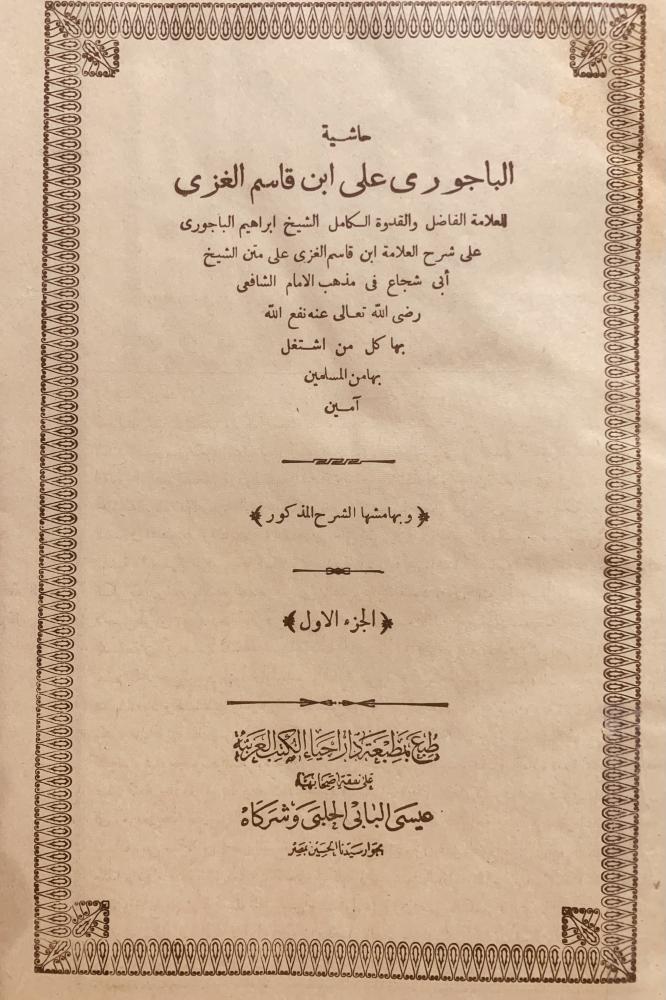 حاشية
الباجورى على ابن قاسم الغزى
للعلامة الفاضل والقدوة الكامل الشيخ ابراهيم الباجورى
على شرح العلامة ابن قاسم الغزى على متن الشيخ
أبى شجاع فى مذهب الامام الشافعى
رضى الله تعالى عنه نفع الله
بها كل من اشتغل
بها من المسلمين
آمين
﴿وبهامشها الشرح المذكور﴾
﴿الجزء الاول﴾
طبع بمطبعة دار احياء الكتب العربية
على نفقة اصحابها
عيسى البابى الحلبى وشركاه
بجوار سيدنا الحسين بمصر